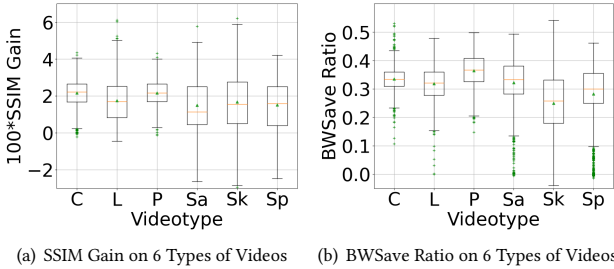 100*SSIM Gain
6
4
2
0
−2
C L P Sa Sk Sp
Videotype
BWSave Ratio
0.5
0.4
0.3
0.2
0.1
0.0
C L P Sa Sk Sp
Videotype
(a) SSIM Gain on 6 Types of Videos
(b) BWSave Ratio on 6 Types of Video